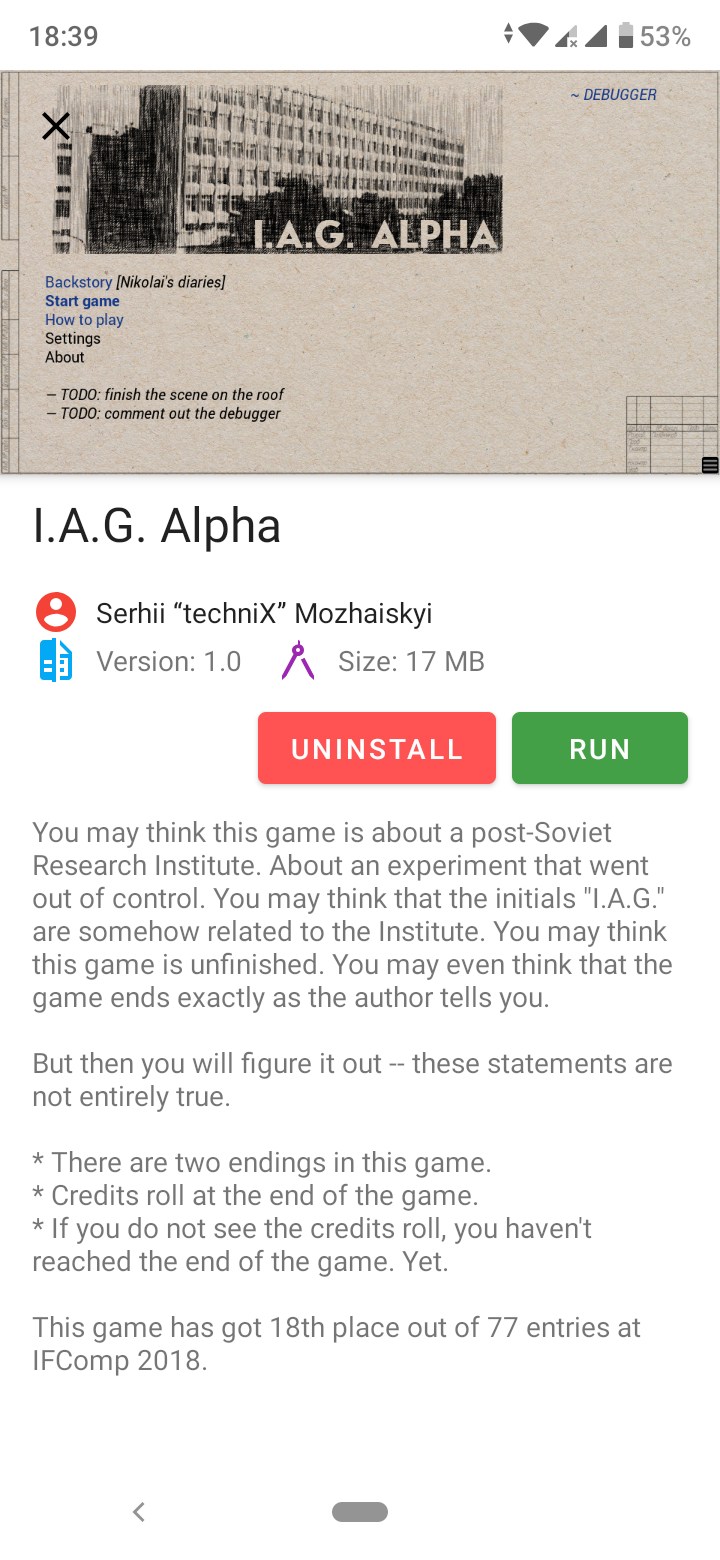 18:39
53%
~ DEBUGGER
I.A.G. ALPHA
Backstory [Nikolai's diaries]
Start game
How to play
Settings
About
— TODO: finish the scene on the roof
— TODO: comment out the debugger
I.A.G. Alpha
Serhii “techniX” Mozhaiskyi
Version: 1.0 Size: 17 MB
UNINSTALL RUN
You may think this game is about a post-Soviet
Research Institute. About an experiment that went
out of control. You may think that the initials "I.A.G."
are somehow related to the Institute. You may think
this game is unfinished. You may even think that the
game ends exactly as the author tells you.
But then you will figure it out -- these statements are
not entirely true.
* There are two endings in this game.
* Credits roll at the end of the game.
* If you do not see the credits roll, you haven't
reached the end of the game. Yet.
This game has got 18th place out of 77 entries at
IFComp 2018.